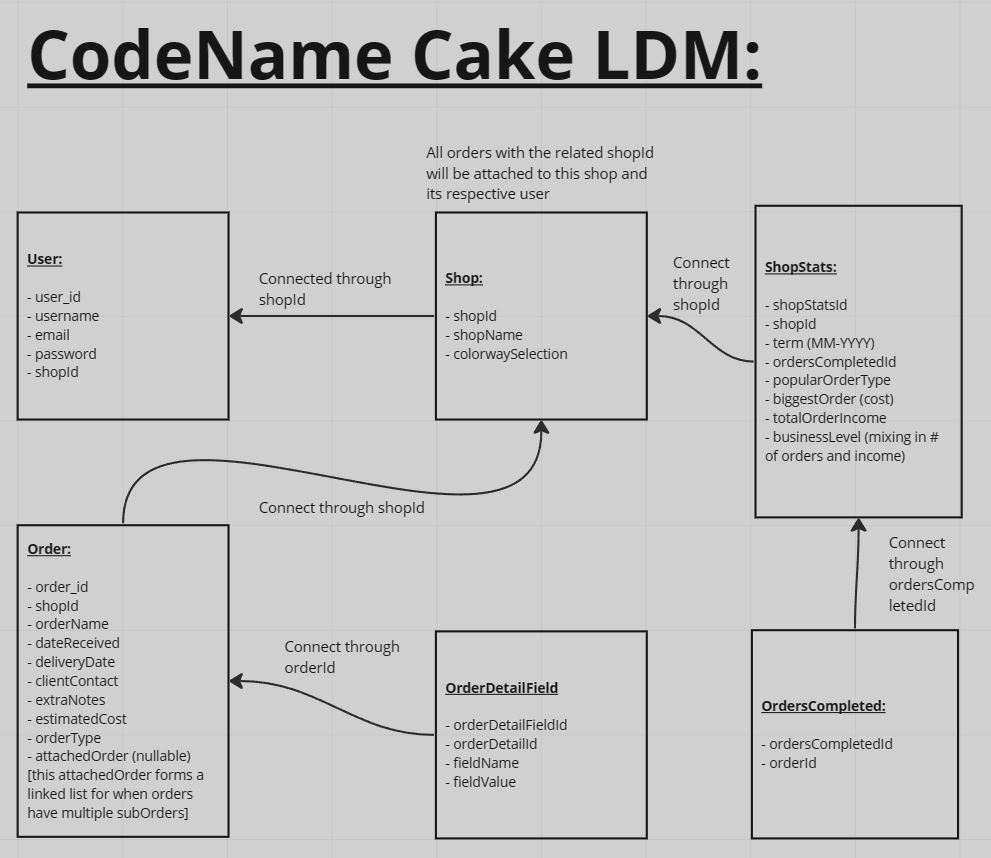 CodeName Cake LDM:
All orders with the related shopId
will be attached to this shop and
its respective user
User:
- user_id
- username
- email
- password
- shopId
Connected through
shopId
Shop:
- shopId
- shopName
- colorwaySelection
Connect
through
shopId
ShopStats:
- shopStatsId
- shopId
- term (MM-YYYY)
- ordersCompletedId
- popularOrderType
- biggestOrder (cost)
- totalOrderIncome
- businessLevel (mixing in #
of orders and income)
Connect through shopId
Order:
- order_id
- shopId
- orderName
- dateReceived
- deliveryDate
- clientContact
- extraNotes
- estimatedCost
- orderType
- attachedOrder (nullable)
[this attachedOrder forms a
linked list for when orders
have multiple subOrders]
Connect through
orderId
OrderDetailField
- orderDetailFieldId
- orderDetailId
- fieldName
- fieldValue
Connect
through
ordersComp
letedId
OrdersCompleted:
- ordersCompletedId
- orderId